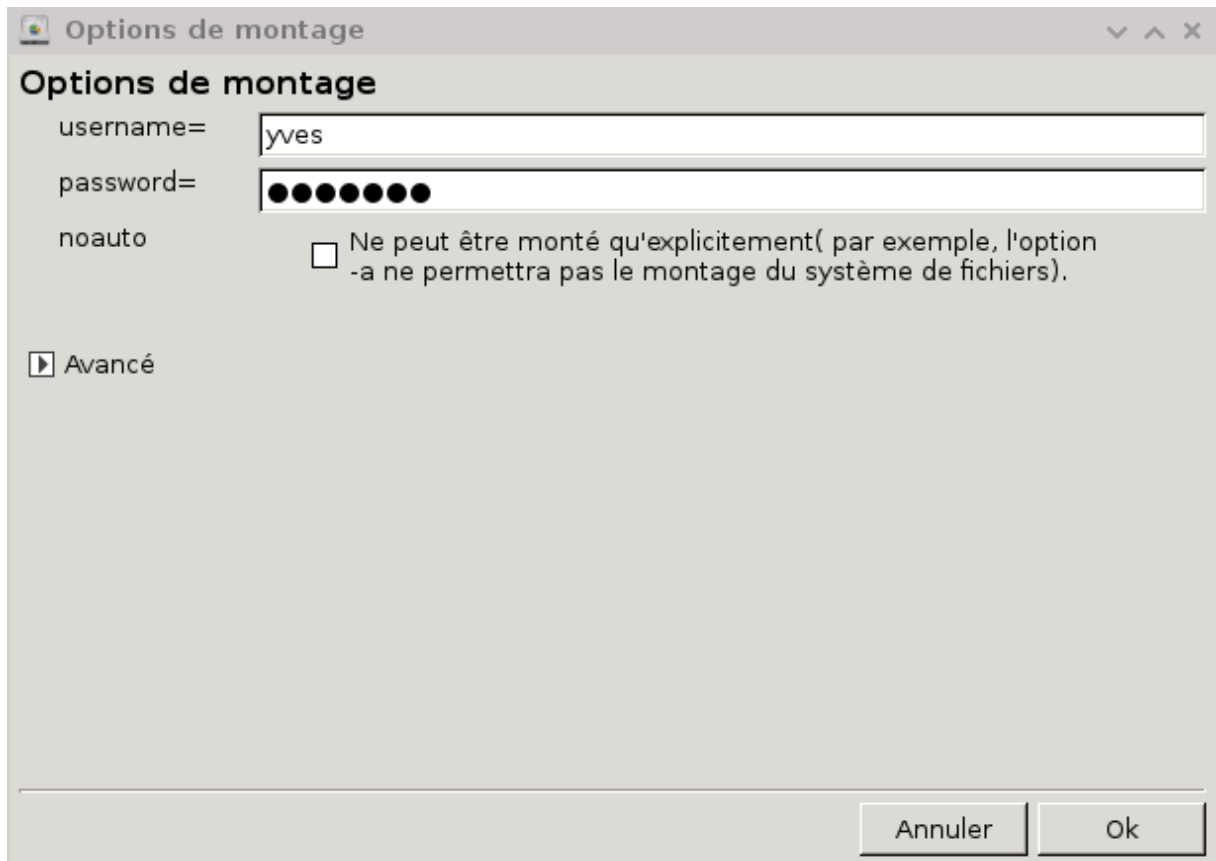 Options de montage
Options de montage
username=
yves
password=
●●●●●●●
noauto
Ne peut être monté qu'explicitement( par exemple, l'option
-a ne permettra pas le montage du système de fichiers).
Avancé
Annuler
Ok